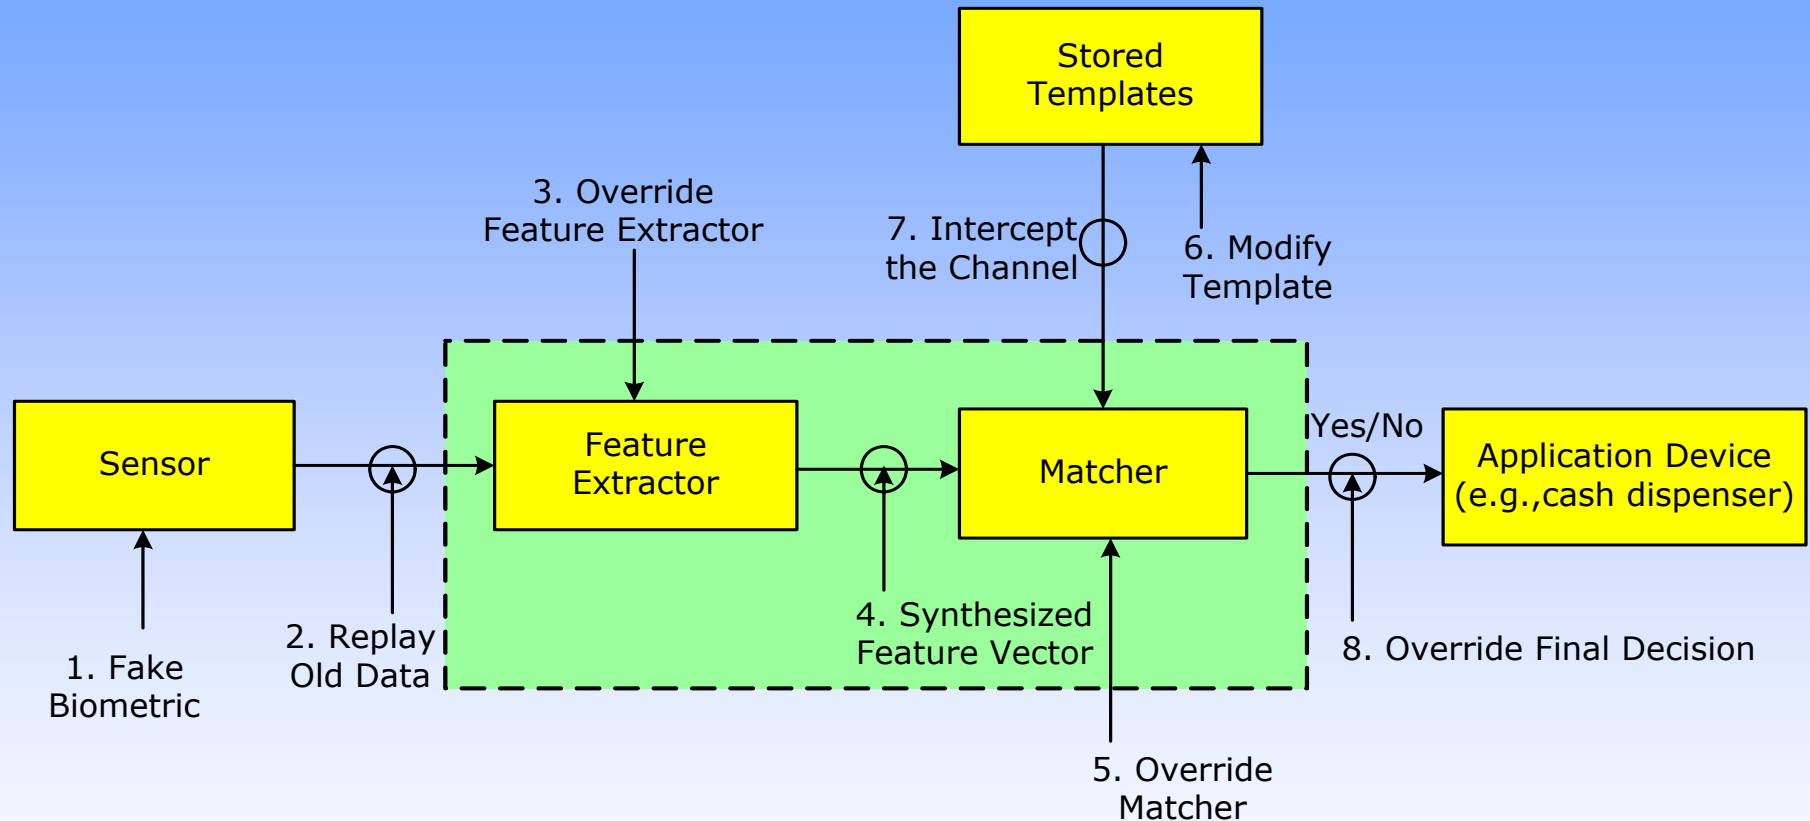 Stored
Templates
3. Override
Feature Extractor
7. Intercept
the Channel
6. Modify
Template
Sensor
Feature
Extractor
Matcher
Yes/No
Application Device
(e.g.,cash dispenser)
1. Fake
Biometric
2. Replay
Old Data
4. Synthesized
Feature Vector
8. Override Final Decision
5. Override
Matcher